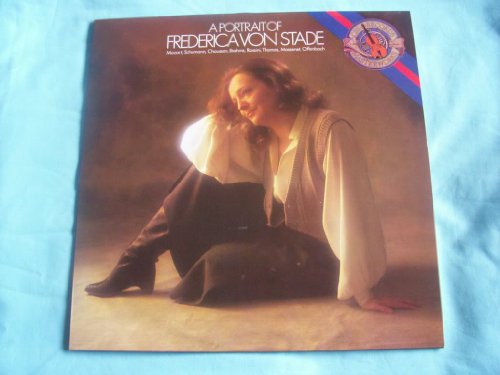 A PORTRAIT OF
FREDERICA VON STADE
Mozart, Schumann, Chausson, Brahms, Rossini, Thomas, Massenet, Offenbach